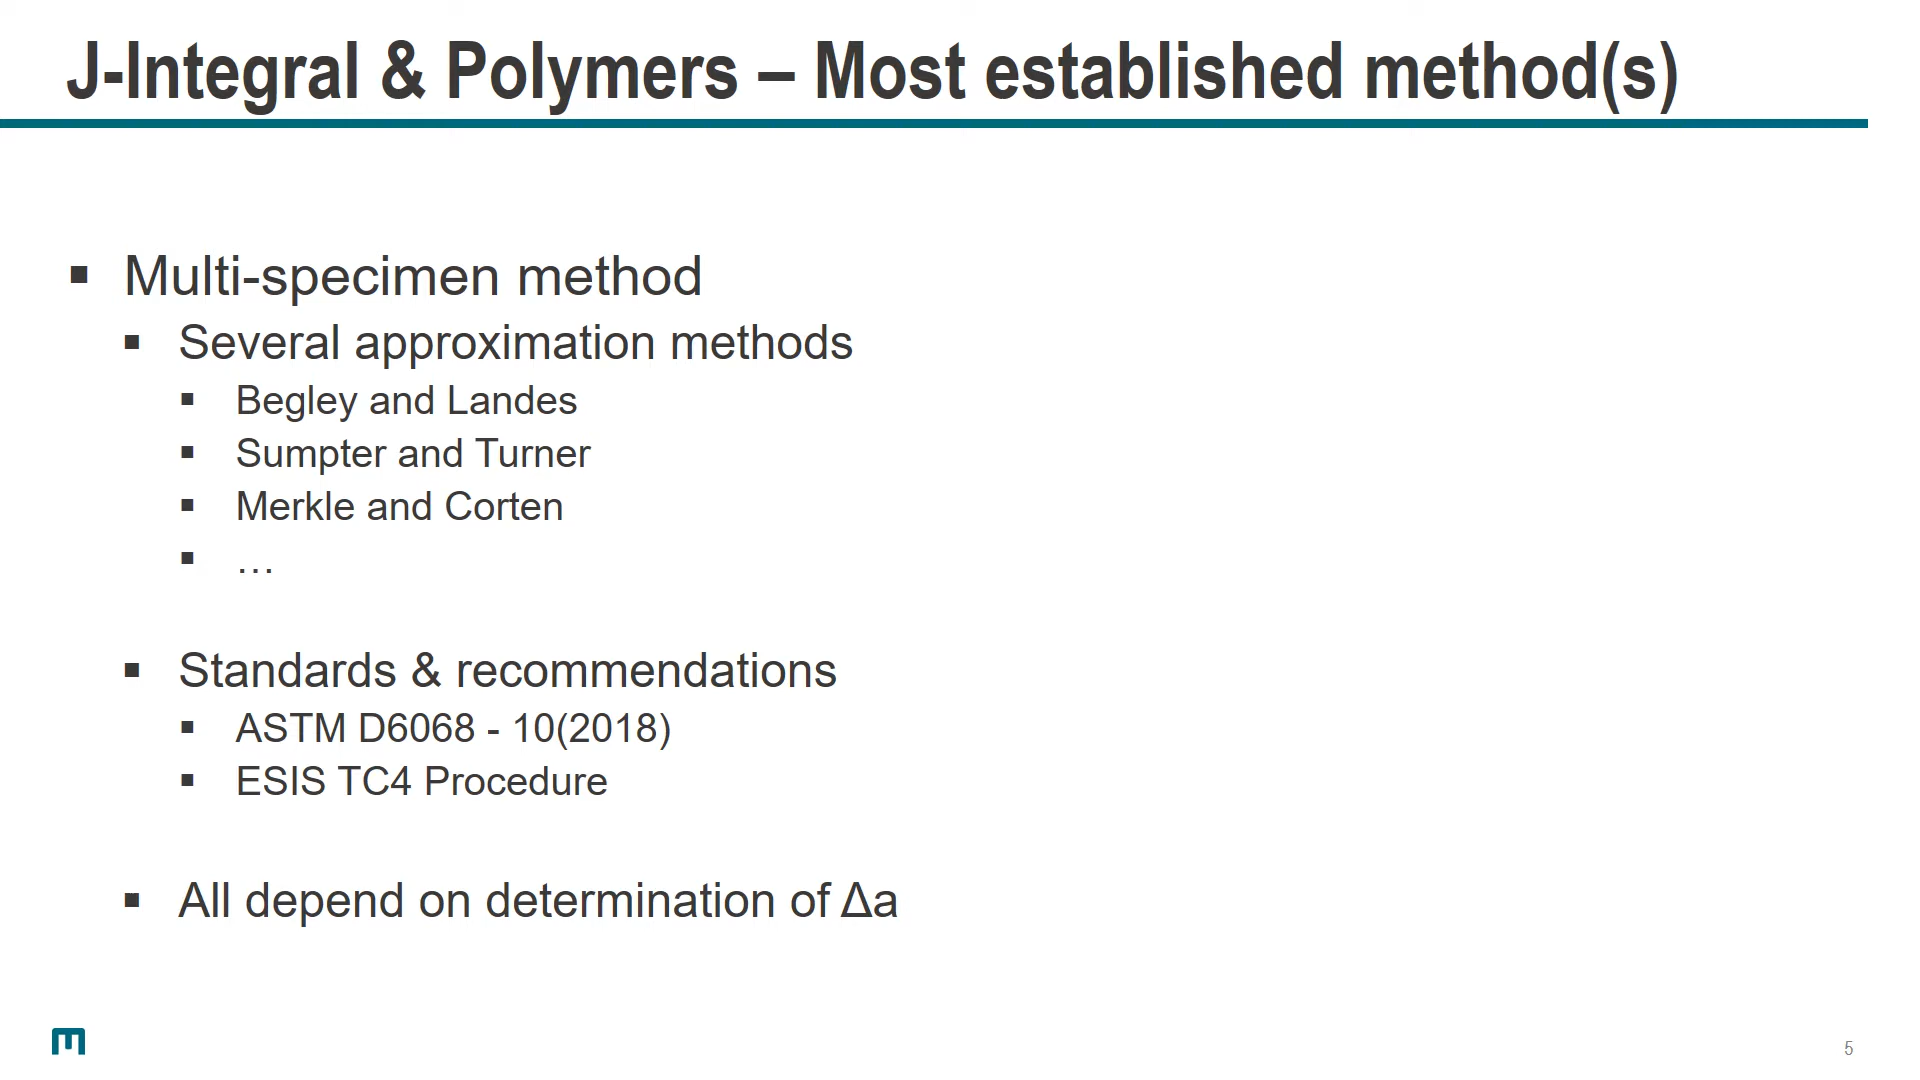 J-Integral & Polymers – Most established method(s)
Multi-specimen method
Several approximation methods
Begley and Landes
Sumpter and Turner
Merkle and Corten
…
Standards & recommendations
ASTM D6068 - 10(2018)
ESIS TC4 Procedure
All depend on determination of Δa
5